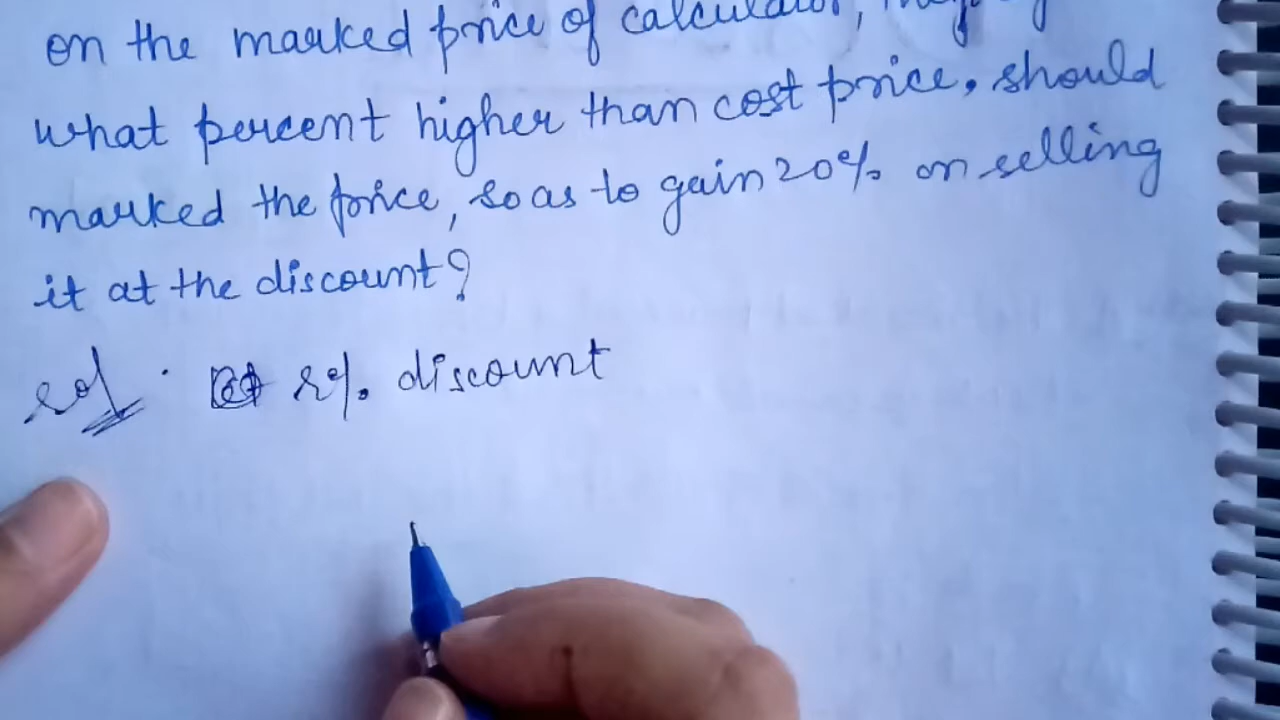 on the marked price of calculator,
what percent higher than cost price, should
marked the price, so as to gain 20% on selling
it at the discount?
sol. r% discount